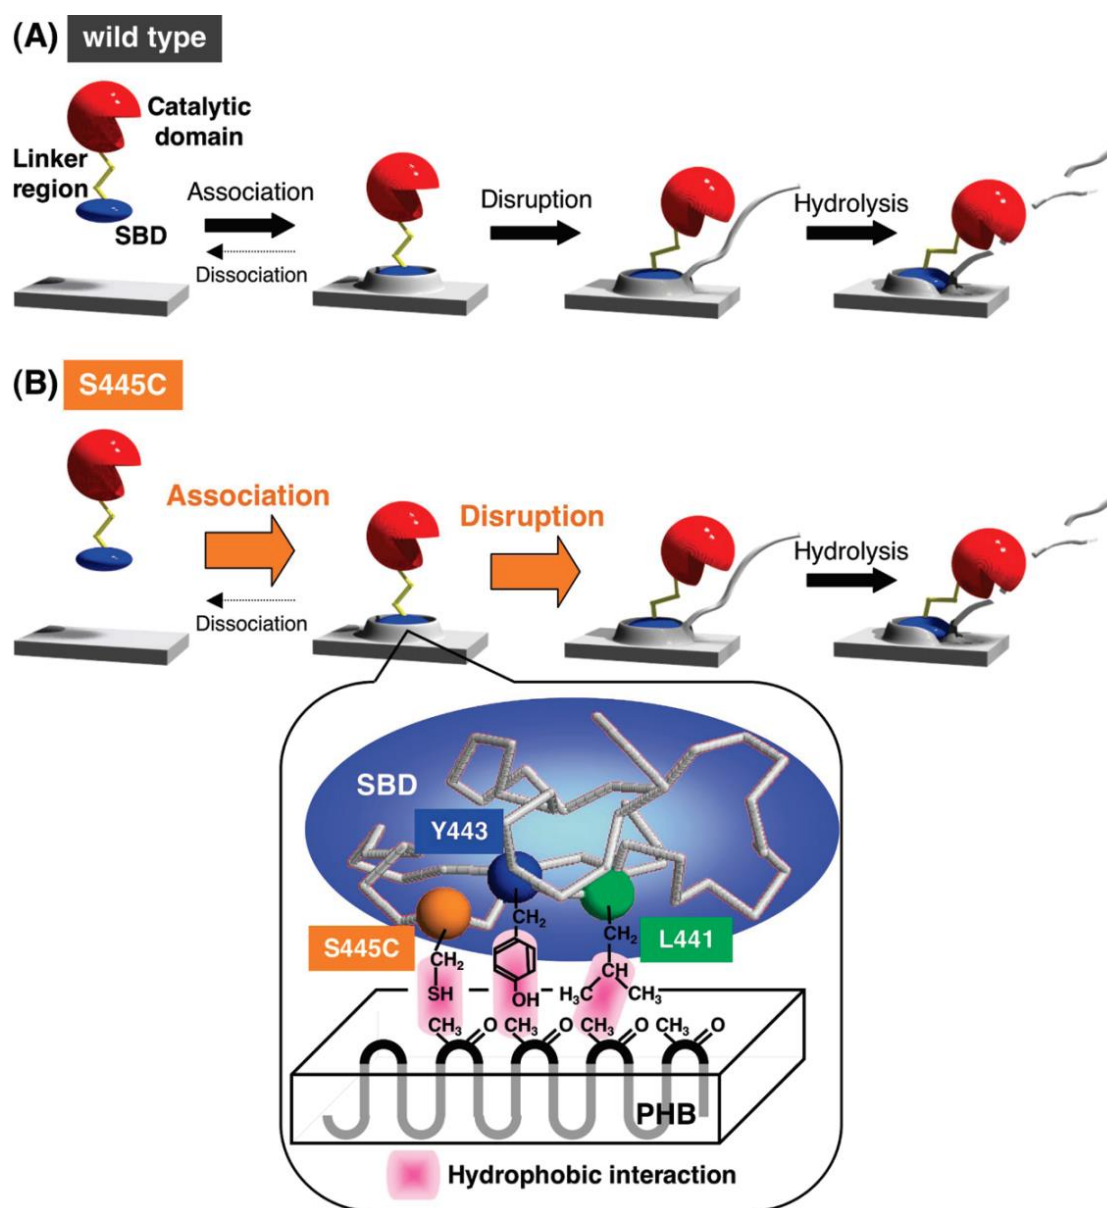 (A) wild type
Catalytic
domain
Linker
region
SBD
Association
Dissociation
Disruption
Hydrolysis
(B) S445C
Association
Dissociation
Disruption
Hydrolysis
SBD
Y443
S445C
L441
CH2
SH
CH2
OH
CH2
CH
H3C
CH3
CH3 O
CH3 O
CH3 O
CH3 O
PHB
Hydrophobic interaction